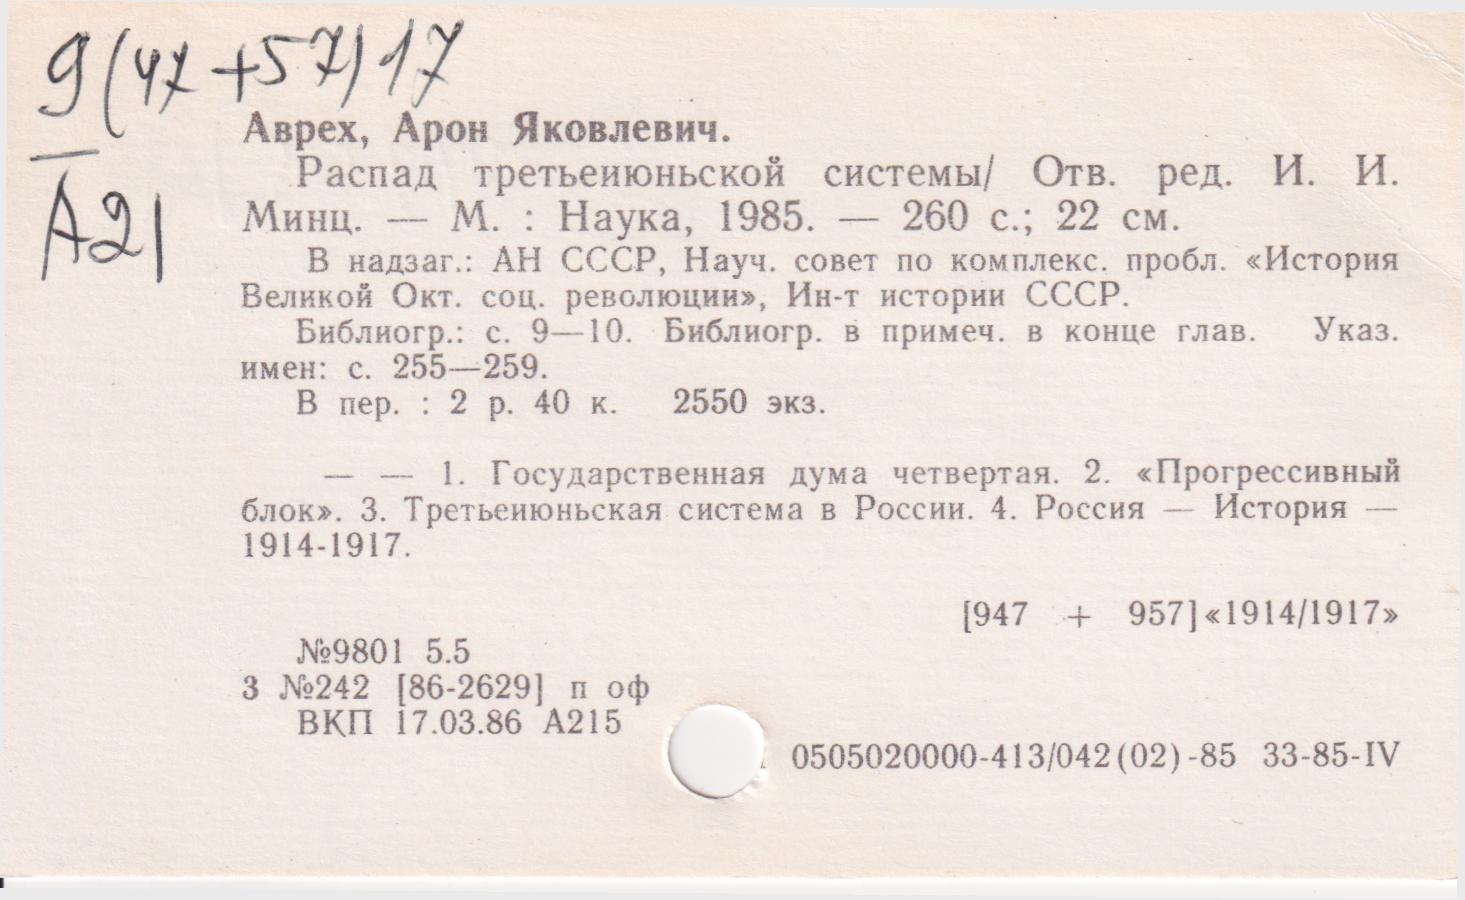 9(47+57)17
А21
Аврех, Арон Яковлевич.
Распад третьеиюньской системы/ Отв. ред. И. И.
Минц. — М. : Наука, 1985. — 260 с.; 22 см.
В надзаг.: АН СССР, Науч. совет по комплекс. пробл. «История
Великой Окт. соц. революции», Ин-т истории СССР.
Библиогр.: с. 9—10. Библиогр. в примеч. в конце глав. Указ.
имен: с. 255—259.
В пер. : 2 р. 40 к. 2550 экз.
— — 1. Государственная дума четвертая. 2. «Прогрессивный
блок». 3. Третьеиюньская система в России. 4. Россия — История —
1914-1917.
[947 + 957]«1914/1917»
№9801 5.5
3 №242 [86-2629] п оф
ВКП 17.03.86 А215
0505020000-413/042(02)-85 33-85-IV